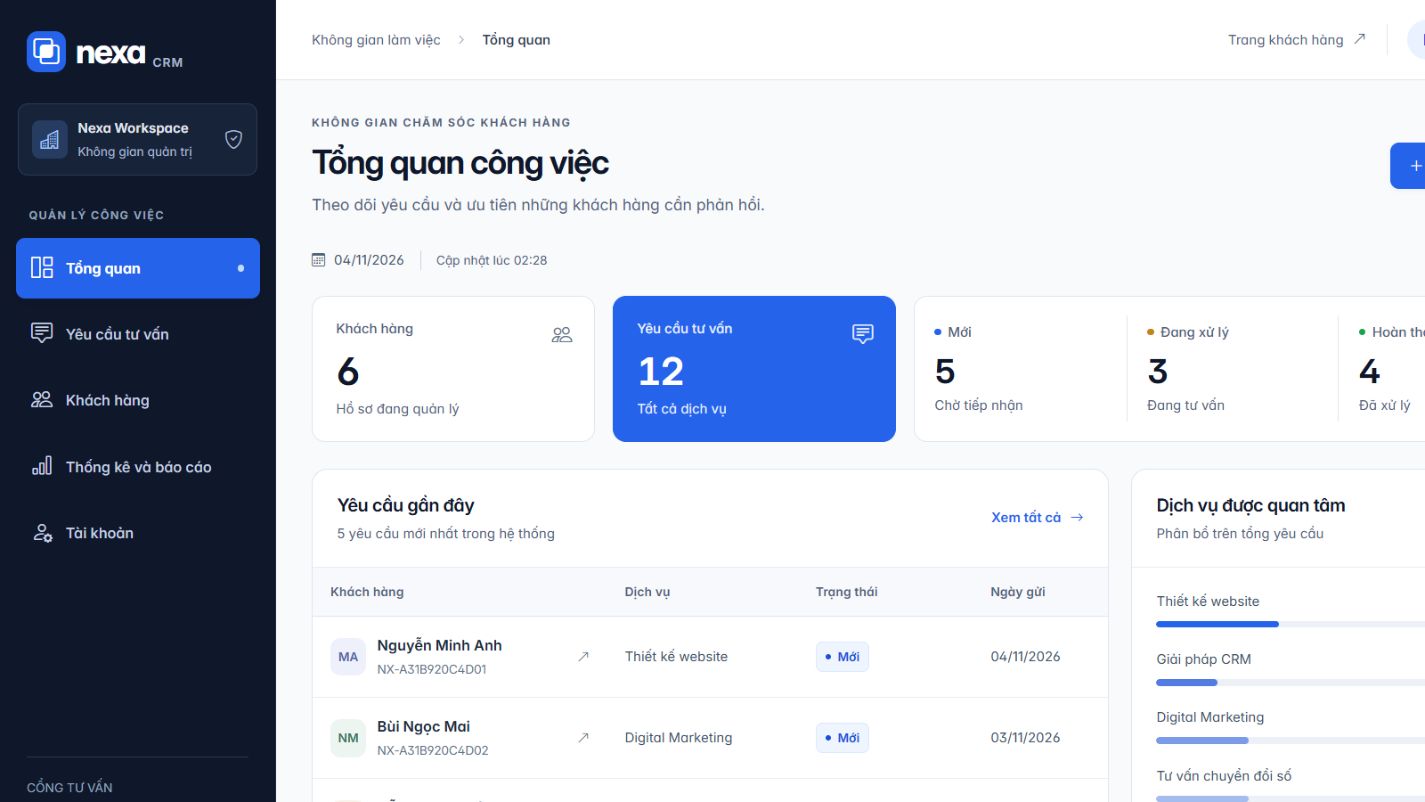 nexa CRM
Nexa Workspace
Không gian quản trị
QUẢN LÝ CÔNG VIỆC
Tổng quan
Yêu cầu tư vấn
Khách hàng
Thống kê và báo cáo
Tài khoản
CỔNG TƯ VẤN
Không gian làm việc > Tổng quan
Trang khách hàng
KHÔNG GIAN CHĂM SÓC KHÁCH HÀNG
Tổng quan công việc
Theo dõi yêu cầu và ưu tiên những khách hàng cần phản hồi.
04/11/2026
Cập nhật lúc 02:28
Khách hàng
6
Hồ sơ đang quản lý
Yêu cầu tư vấn
12
Tất cả dịch vụ
Mới
5
Chờ tiếp nhận
Đang xử lý
3
Đang tư vấn
Hoàn
4
Đã xử lý
Yêu cầu gần đây
5 yêu cầu mới nhất trong hệ thống
Xem tất cả
Khách hàng Dịch vụ Trạng thái Ngày gửi
MA Nguyễn Minh Anh Thiết kế website Mới 04/11/2026
NX-A31B920C4D01
NM Bùi Ngọc Mai Digital Marketing Mới 03/11/2026
NX-A31B920C4D02
Dịch vụ được quan tâm
Phân bổ trên tổng yêu cầu
Thiết kế website
Giải pháp CRM
Digital Marketing
Tư vấn chuyển đổi số